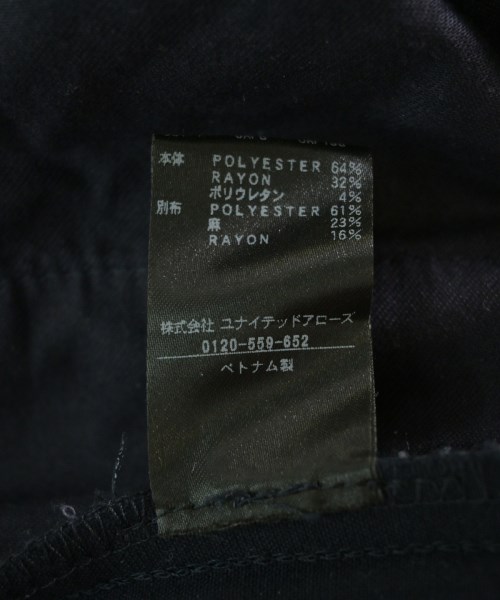 本体 POLYESTER 64%
RAYON 32%
ポリウレタン 4%
別布 POLYESTER 61%
麻 23%
RAYON 16%
株式会社 ユナイテッドアローズ
0120-559-652
ベトナム製